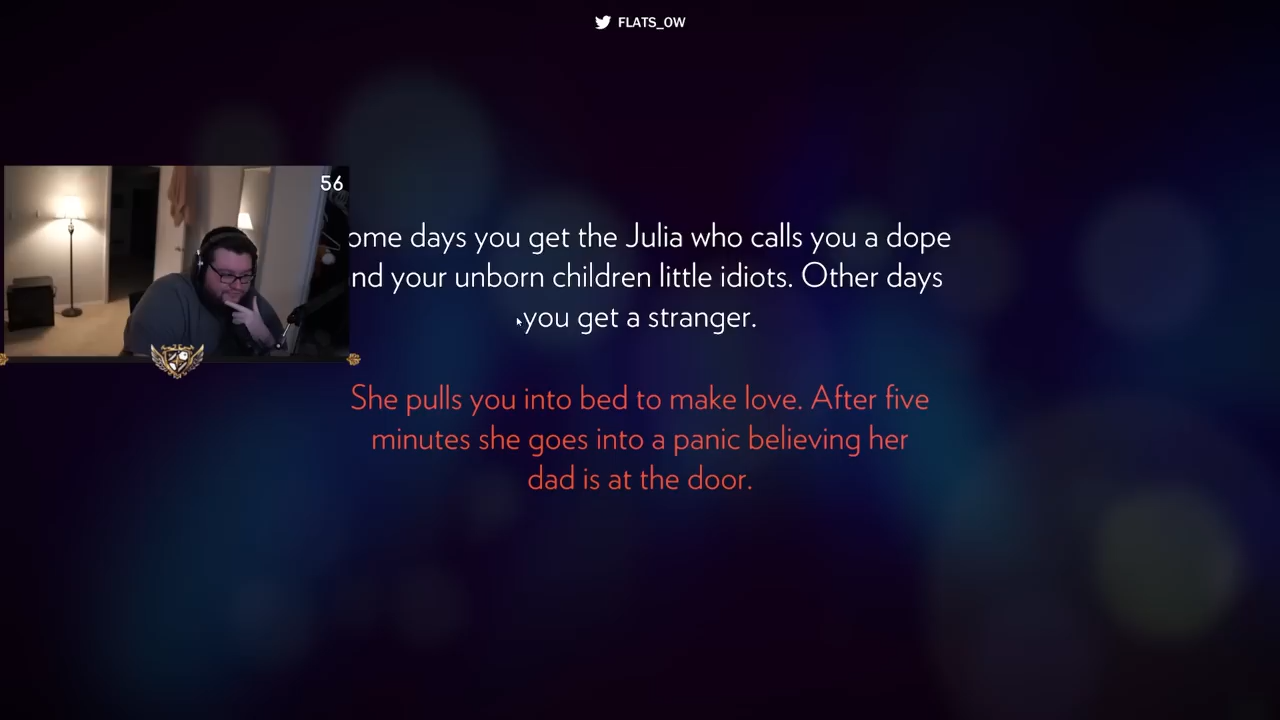 FLATS_OW
56
ome days you get the Julia who calls you a dope
nd your unborn children little idiots. Other days
you get a stranger.
She pulls you into bed to make love. After five
minutes she goes into a panic believing her
dad is at the door.